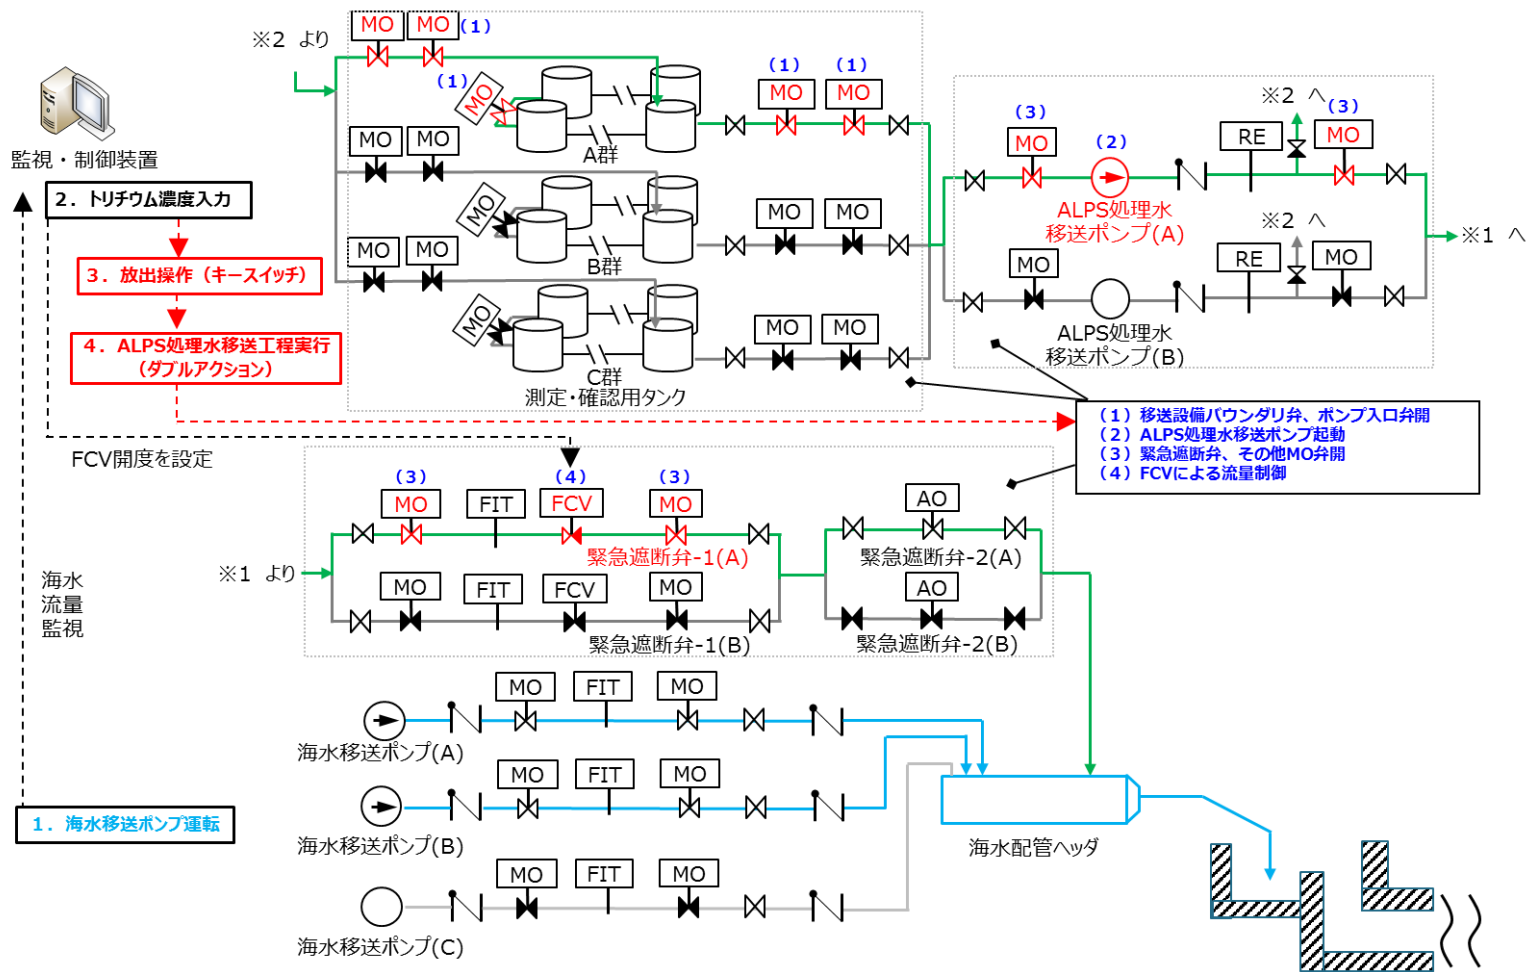 ※2 より
MO
MO
(1)
(1)
MO
A群
(1)
(1)
MO
MO
監視・制御装置
2. トリチウム濃度入力
3. 放出操作（キースイッチ）
4. ALPS処理水移送工程実行
（ダブルアクション）
MO
MO
MO
B群
MO
MO
MO
MO
MO
C群
MO
MO
測定・確認用タンク
(3)
MO
(2)
ALPS処理水
移送ポンプ(A)
RE
※2 へ
(3)
MO
※1 へ
MO
ALPS処理水
移送ポンプ(B)
RE
※2 へ
MO
（1）移送設備バウンダリ弁、ポンプ入口弁開
（2）ALPS処理水移送ポンプ起動
（3）緊急遮断弁、その他MO弁開
（4）FCVによる流量制御
FCV開度を設定
海水
流量
監視
※1 より
(3)
MO
FIT
(4)
FCV
(3)
MO
緊急遮断弁-1(A)
AO
緊急遮断弁-2(A)
MO
FIT
FCV
MO
緊急遮断弁-1(B)
AO
緊急遮断弁-2(B)
MO
FIT
MO
海水移送ポンプ(A)
MO
FIT
MO
海水移送ポンプ(B)
1. 海水移送ポンプ運転
MO
FIT
MO
海水移送ポンプ(C)
海水配管ヘッダ